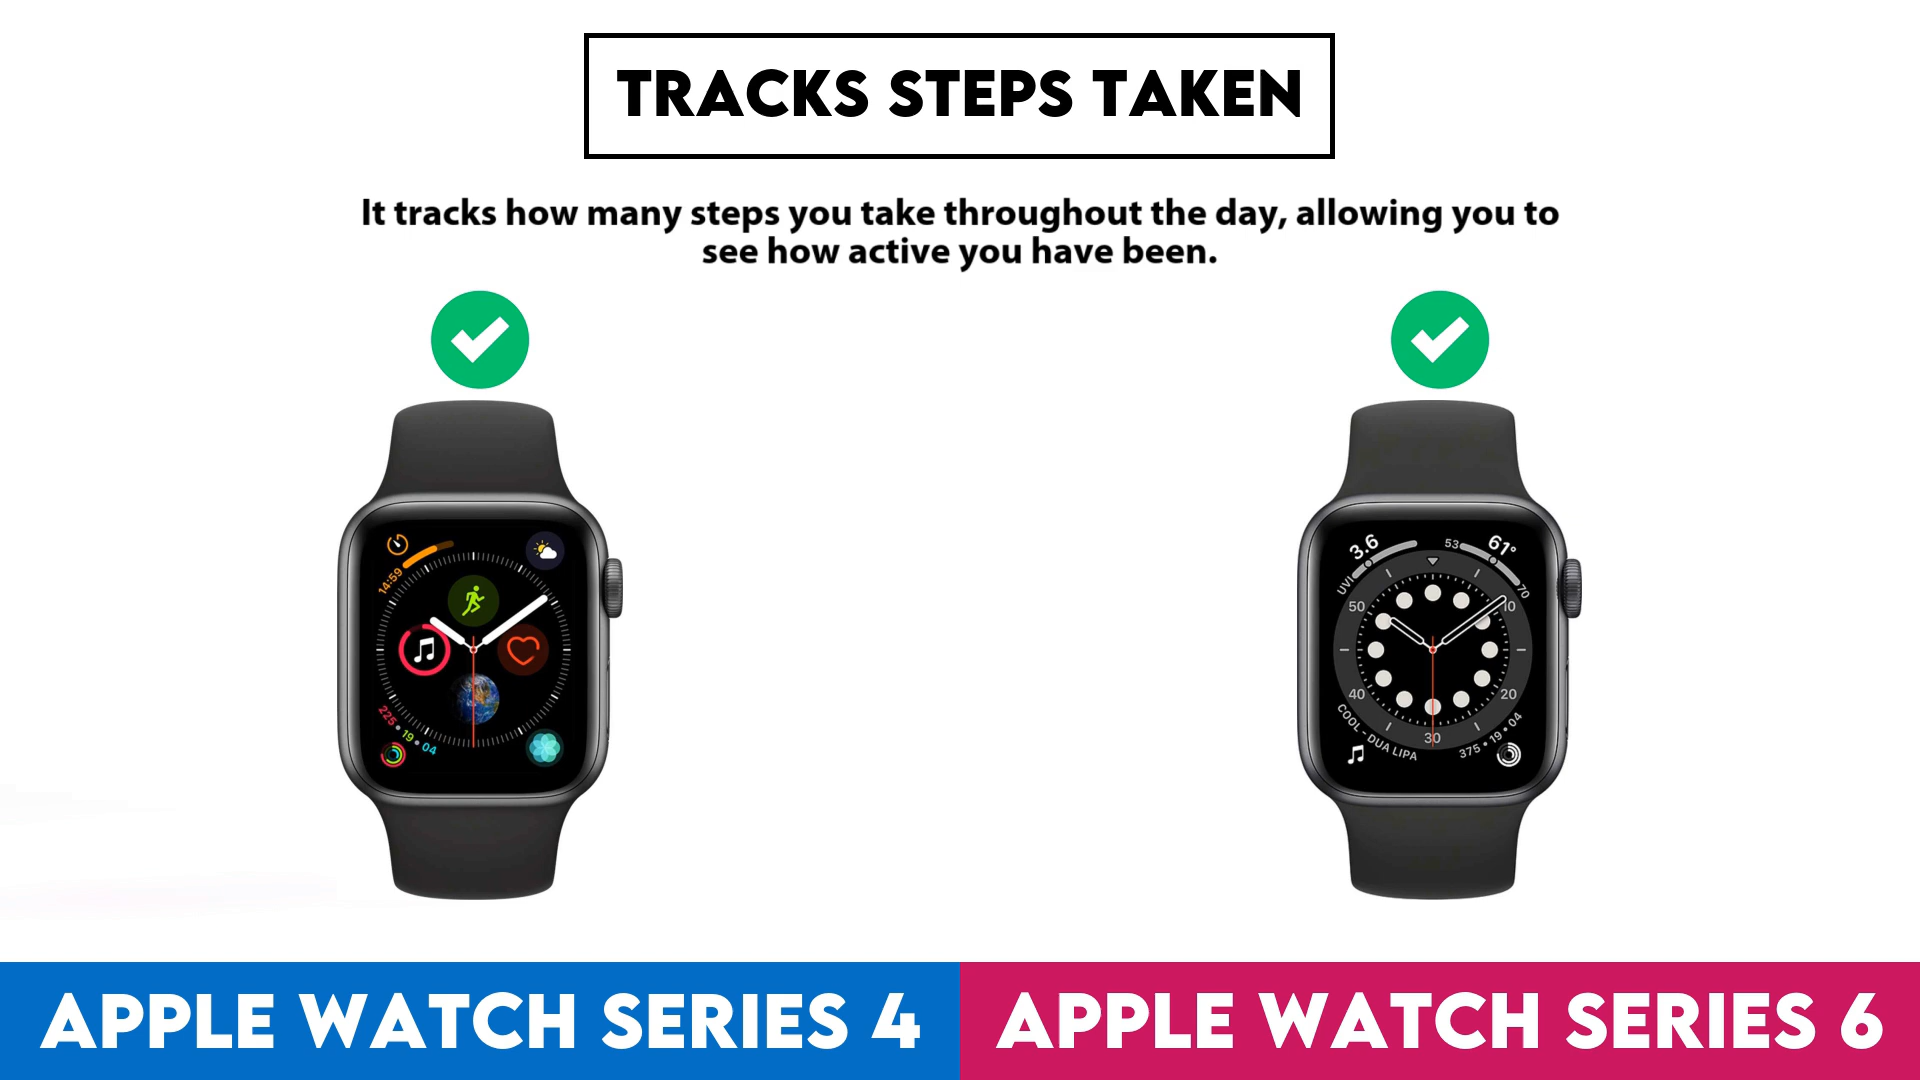 TRACKS STEPS TAKEN
It tracks how many steps you take throughout the day, allowing you to
see how active you have been.
14:59
225 • 19 • 04
3.6
UVI
53 61° 70
50 10
40 20
30
COOL - DUA LIPA
375 • 19 • 04
APPLE WATCH SERIES 4
APPLE WATCH SERIES 6